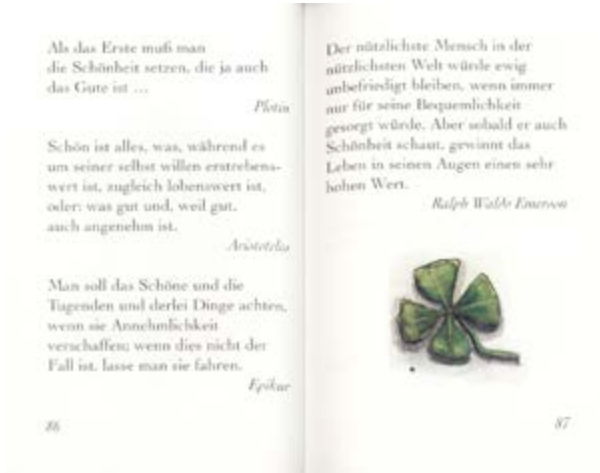 Als das Erste muß man
die Schönheit setzen, die ja auch
das Gute ist ...
Plotin
Schön ist alles, was, während es
um seiner selbst willen erstrebens-
wert ist, zugleich lobenswert ist,
oder: was gut und, weil gut,
auch angenehm ist.
Aristoteles
Man soll das Schöne und die
Tugenden und derlei Dinge achten,
wenn sie Annehmlichkeit
verschaffen; wenn dies nicht der
Fall ist, lasse man sie fahren.
Epikur
86
Der nützlichste Mensch in der
nützlichsten Welt würde ewig
unbefriedigt bleiben, wenn immer
nur für seine Bequemlichkeit
gesorgt würde. Aber sobald er auch
Schönheit schaut, gewinnt das
Leben in seinen Augen einen sehr
hohen Wert.
Ralph Waldo Emerson
87